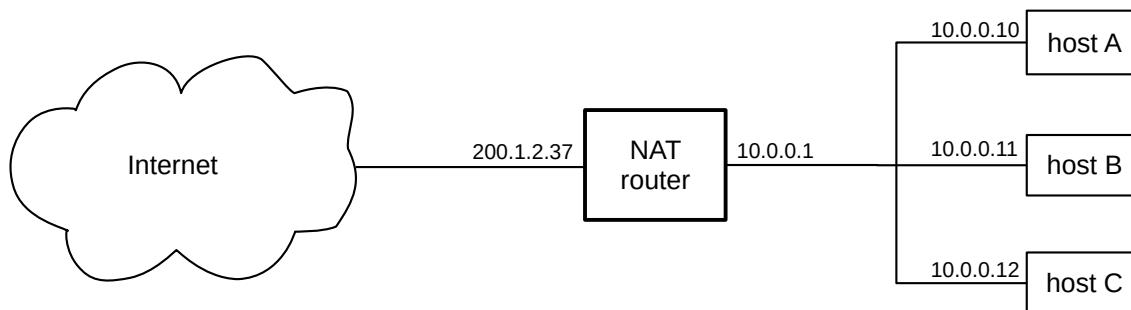 10.0.0.10
host A
Internet
200.1.2.37
NAT
router
10.0.0.1
10.0.0.11
host B
10.0.0.12
host C